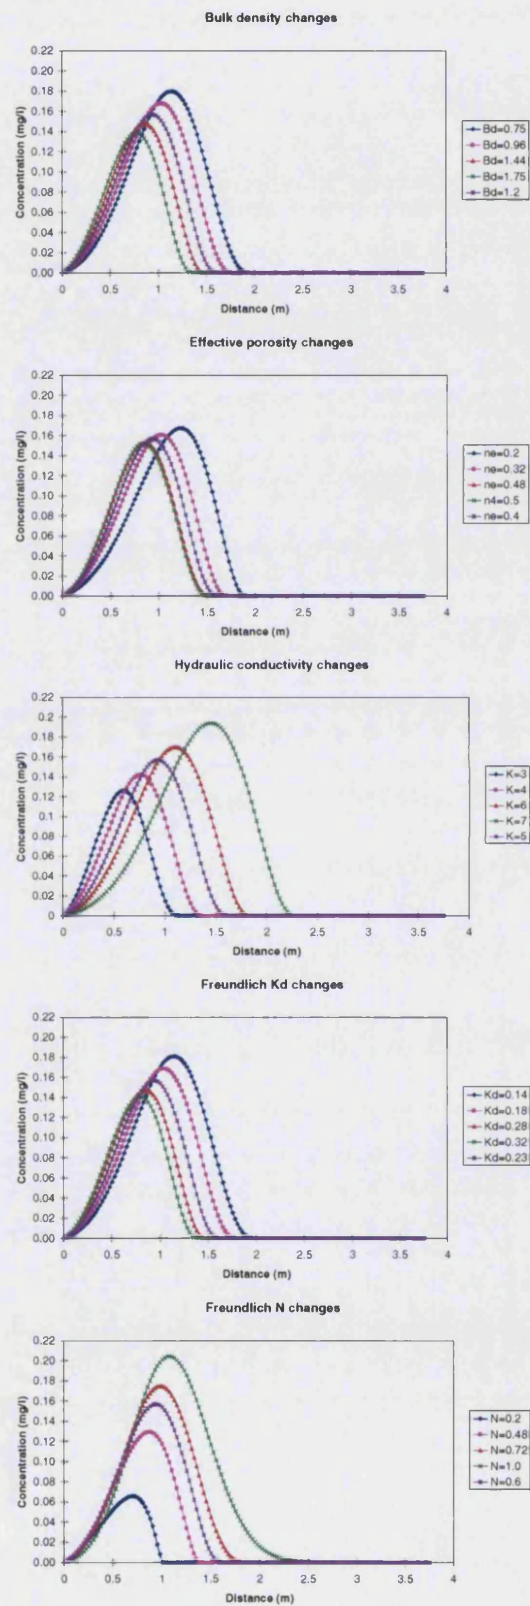 Bulk density changes
0.22
0.20
0.18
0.16
0.14
0.12
0.10
0.08
0.06
0.04
0.02
0.00
Concentration (mg/l)
0 0.5 1 1.5 2 2.5 3 3.5 4
Distance (m)
Bd=0.75
Bd=0.96
Bd=1.44
Bd=1.75
Bd=1.2
Effective porosity changes
0.22
0.20
0.18
0.16
0.14
0.12
0.10
0.08
0.06
0.04
0.02
0.00
Concentration (mg/l)
0 0.5 1 1.5 2 2.5 3 3.5 4
Distance (m)
ne=0.2
ne=0.32
ne=0.48
n4=0.5
ne=0.4
Hydraulic conductivity changes
0.22
0.2
0.18
0.16
0.14
0.12
0.1
0.08
0.06
0.04
0.02
0
Concentration (mg/l)
0 0.5 1 1.5 2 2.5 3 3.5 4
Distance (m)
K=3
K=4
K=6
K=7
K=5
Freundlich Kd changes
0.22
0.20
0.18
0.16
0.14
0.12
0.10
0.08
0.06
0.04
0.02
0.00
Concentration (mg/l)
0 0.5 1 1.5 2 2.5 3 3.5 4
Distance (m)
Kd=0.14
Kd=0.18
Kd=0.28
Kd=0.32
Kd=0.23
Freundlich N changes
0.22
0.20
0.18
0.16
0.14
0.12
0.10
0.08
0.06
0.04
0.02
0.00
Concentration (mg/l)
0 0.5 1 1.5 2 2.5 3 3.5 4
Distance (m)
N=0.2
N=0.48
N=0.72
N=1.0
N=0.6